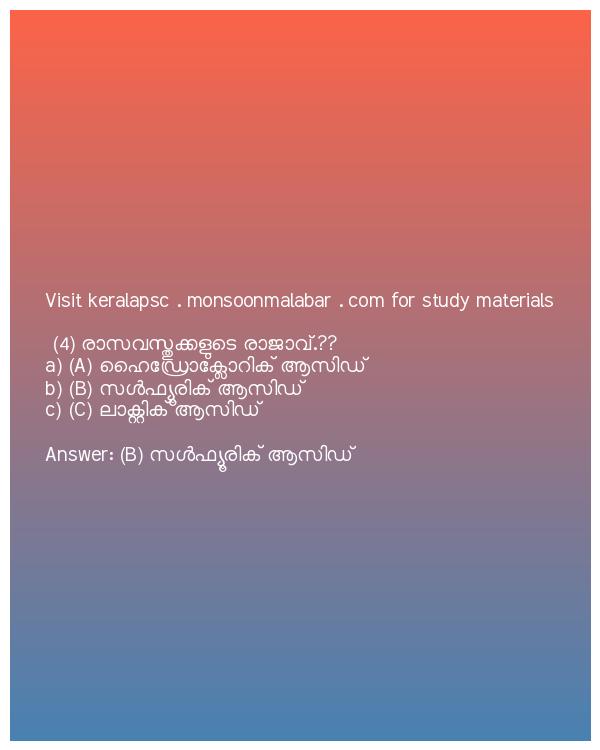 Visit keralapsc . monsoonmalabar . com for study materials
(4) രാസവസ്തുക്കളുടെ രാജാവ്.??
a) (A) ഹൈഡ്രോക്ലോറിക് ആസിഡ്
b) (B) സൾഫ്യൂരിക് ആസിഡ്
c) (C) ലാക്റ്റിക് ആസിഡ്
Answer: (B) സൾഫ്യൂരിക് ആസിഡ്